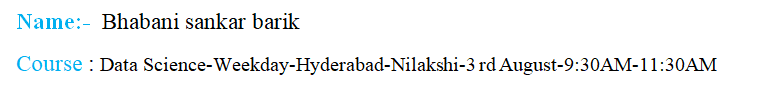 Name:- Bhabani sankar barik
Course : Data Science-Weekday-Hyderabad-Nilakshi-3 rd August-9:30AM-11:30AM